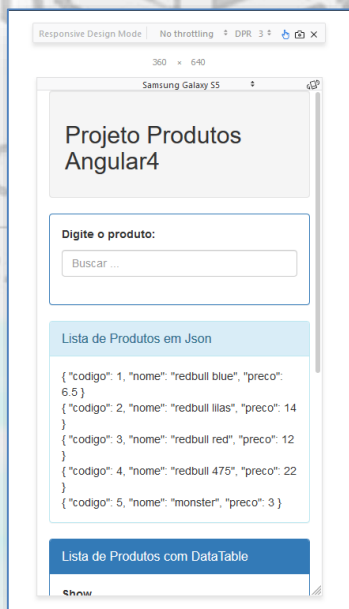 Responsive Design Mode No throttling DPR 3
360 × 640
Samsung Galaxy S5
Projeto Produtos
Angular4
Digite o produto:
Buscar ...
Lista de Produtos em Json
{ "codigo": 1, "nome": "redbull blue", "preco":
6.5 }
{ "codigo": 2, "nome": "redbull lilas", "preco": 14
}
{ "codigo": 3, "nome": "redbull red", "preco": 12
}
{ "codigo": 4, "nome": "redbull 475", "preco": 22
}
{ "codigo": 5, "nome": "monster", "preco": 3 }
Lista de Produtos com DataTable
Show